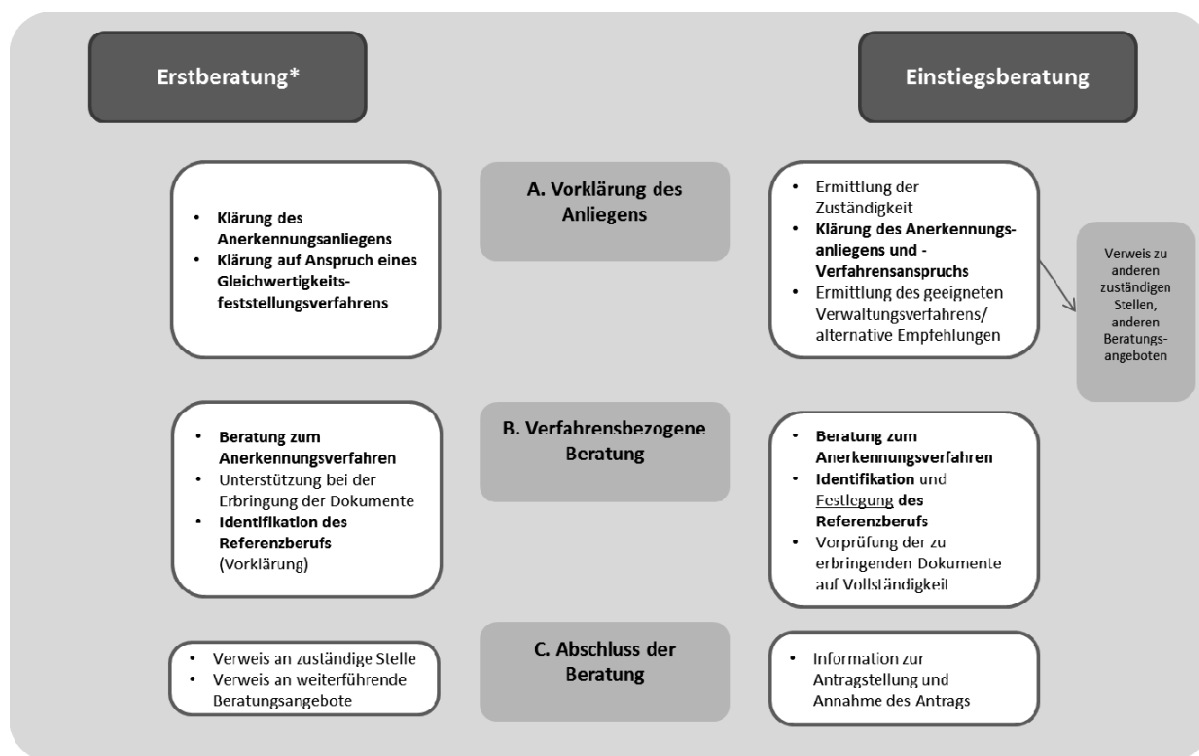 Erstberatung*
Einstiegsberatung
• Klärung des
Anerkennungsanliegens
• Klärung auf Anspruch eines
Gleichwertigkeits-
feststellungsverfahrens
A. Vorklärung des
Anliegens
• Ermittlung der
Zuständigkeit
• Klärung des Anerkennungs-
anliegens und -
Verfahrensanspruchs
• Ermittlung des geeigneten
Verwaltungsverfahrens/
alternative Empfehlungen
Verweis zu
anderen
zuständigen
Stellen,
anderen
Beratungs-
angeboten
• Beratung zum
Anerkennungsverfahren
• Unterstützung bei der
Erbringung der Dokumente
• Identifikation des
Referenzberufs
(Vorklärung)
B. Verfahrensbezogene
Beratung
• Beratung zum
Anerkennungsverfahren
• Identifikation und
Festlegung des
Referenzberufs
• Vorprüfung der zu
erbringenden Dokumente
auf Vollständigkeit
• Verweis an zuständige Stelle
• Verweis an weiterführende
Beratungsangebote
C. Abschluss der
Beratung
• Information zur
Antragstellung und
Annahme des Antrags